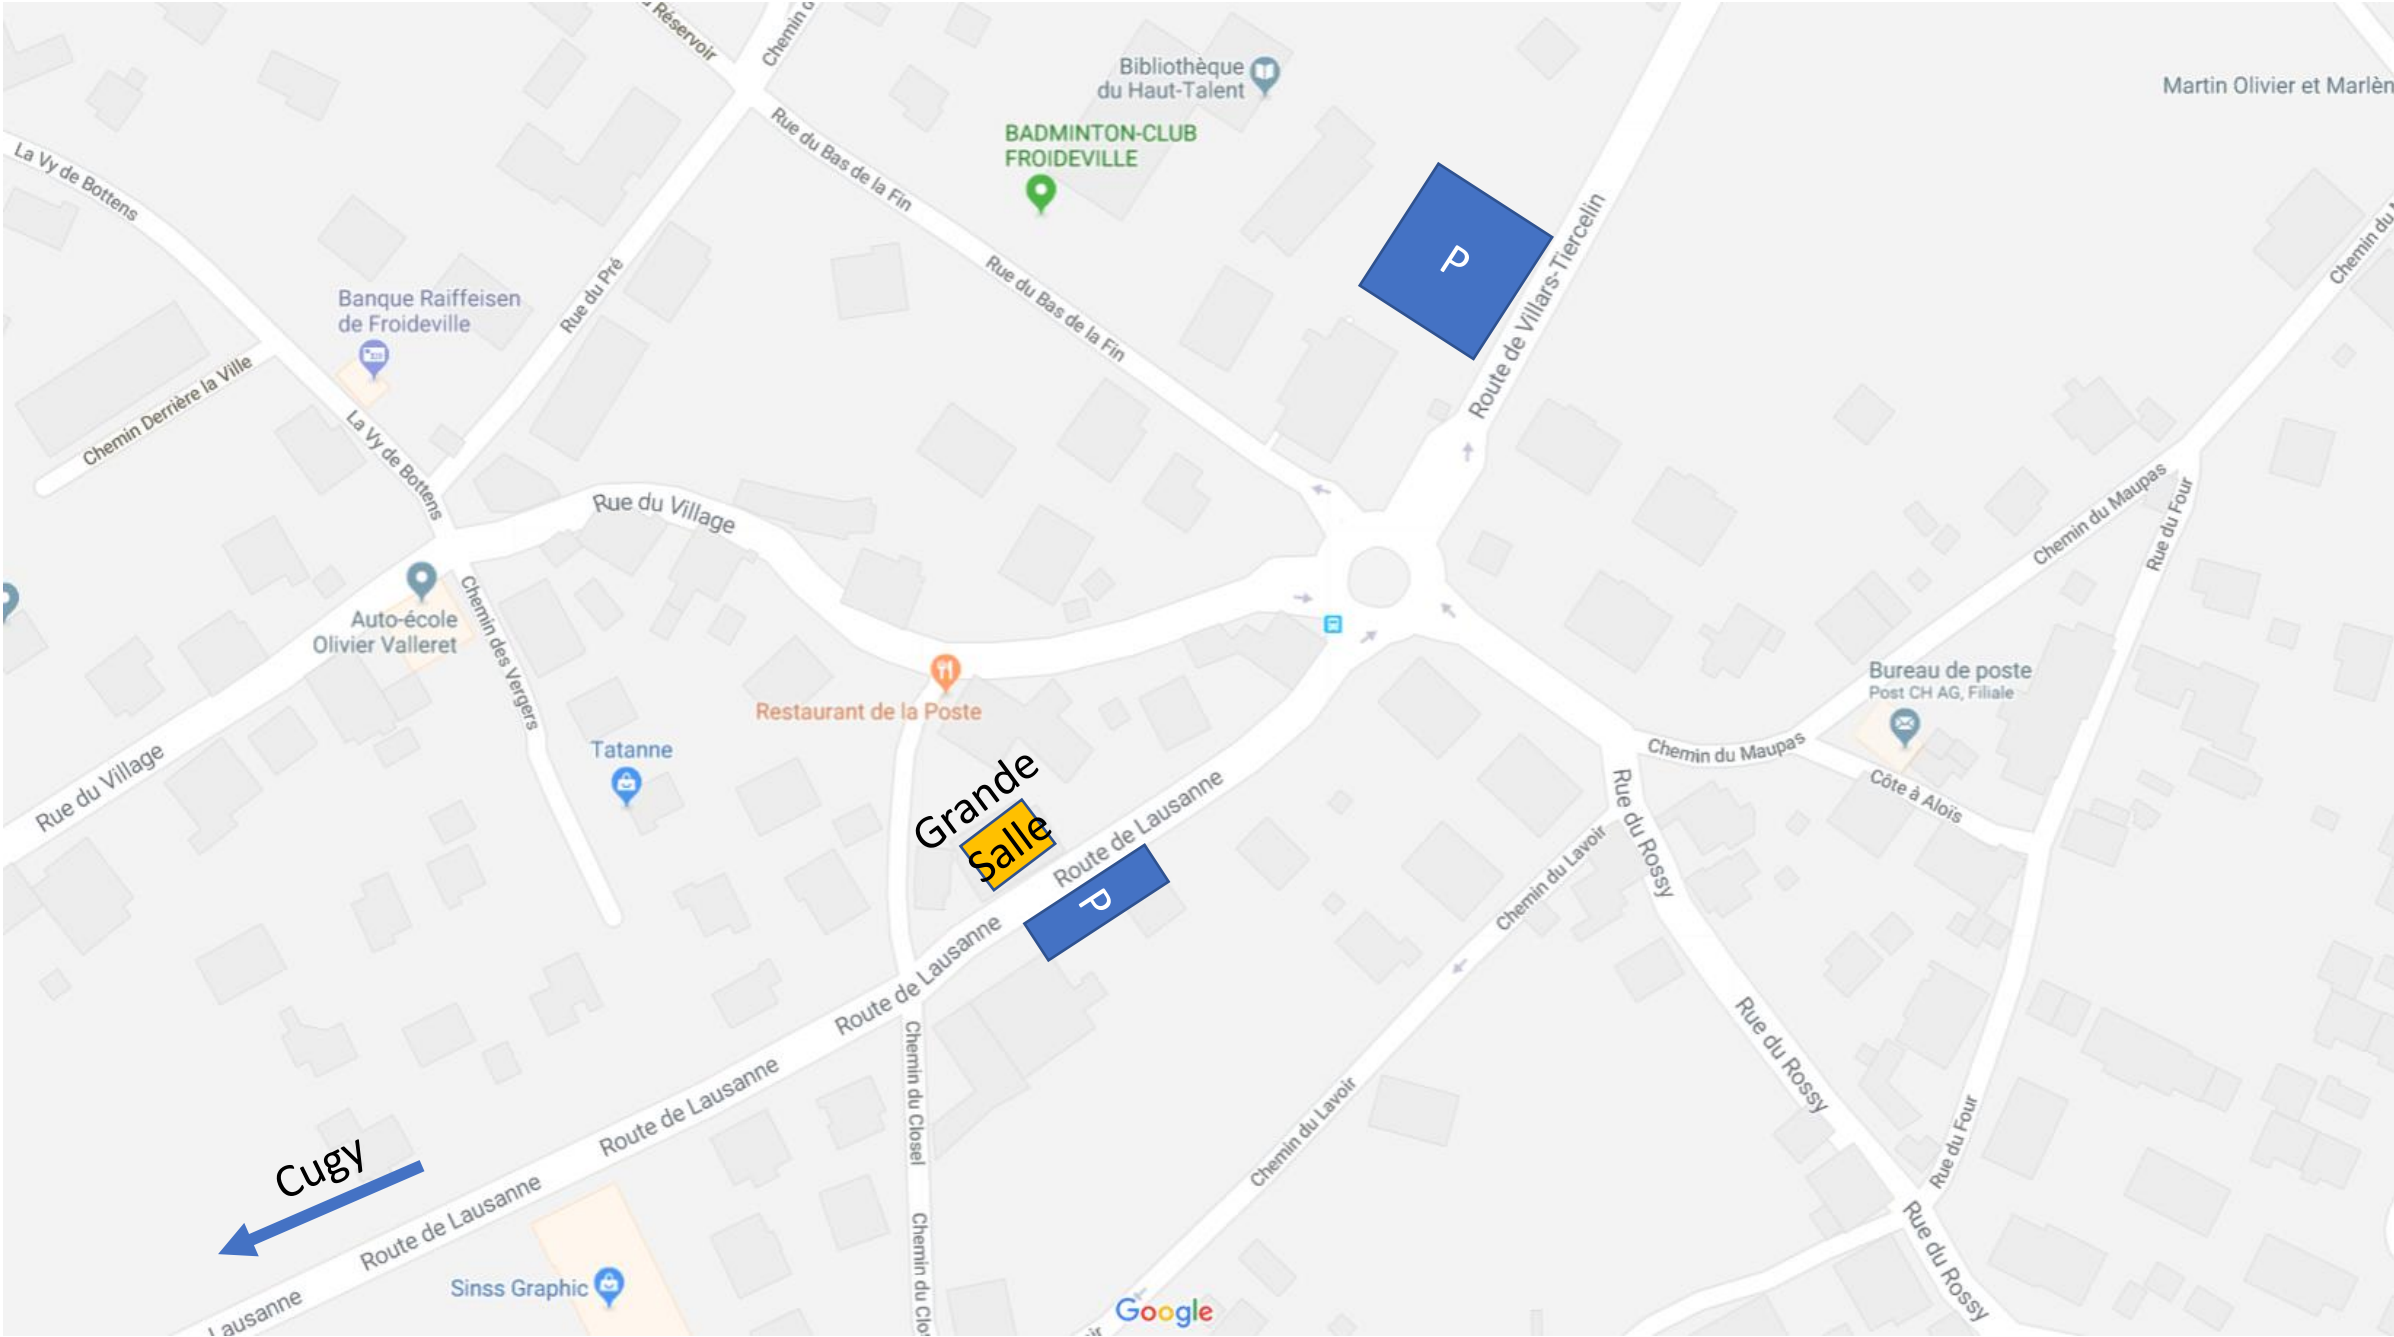 Réservoir
Chemin d
Bibliothèque
du Haut-Talent
Martin Olivier et Marlèn
BADMINTON-CLUB
FROIDEVILLE
Rue du Bas de la Fin
La Vy de Bottens
Rue du Bas de la Fin
Route de Villars-Tiercelin
P
Chemin du
Rue du Pré
Banque Raiffeisen
de Froideville
Chemin Derrière la Ville
La Vy de Bottens
Rue du Village
Chemin du Maupas
Rue du Four
Auto-école
Olivier Valleret
Chemin des Vergers
Restaurant de la Poste
Bureau de poste
Post CH AG, Filiale
Tatanne
Rue du Village
Chemin du Maupas
Côte à Aloïs
Grande
Salle
Route de Lausanne
P
Rue du Rossy
Chemin du Lavoir
Route de Lausanne
Chemin du Closel
Rue du Rossy
Route de Lausanne
Chemin du Lavoir
Rue du Four
Cugy
Route de Lausanne
Rue du Rossy
Chemin du Clos
Sinss Graphic
Lausanne
Google